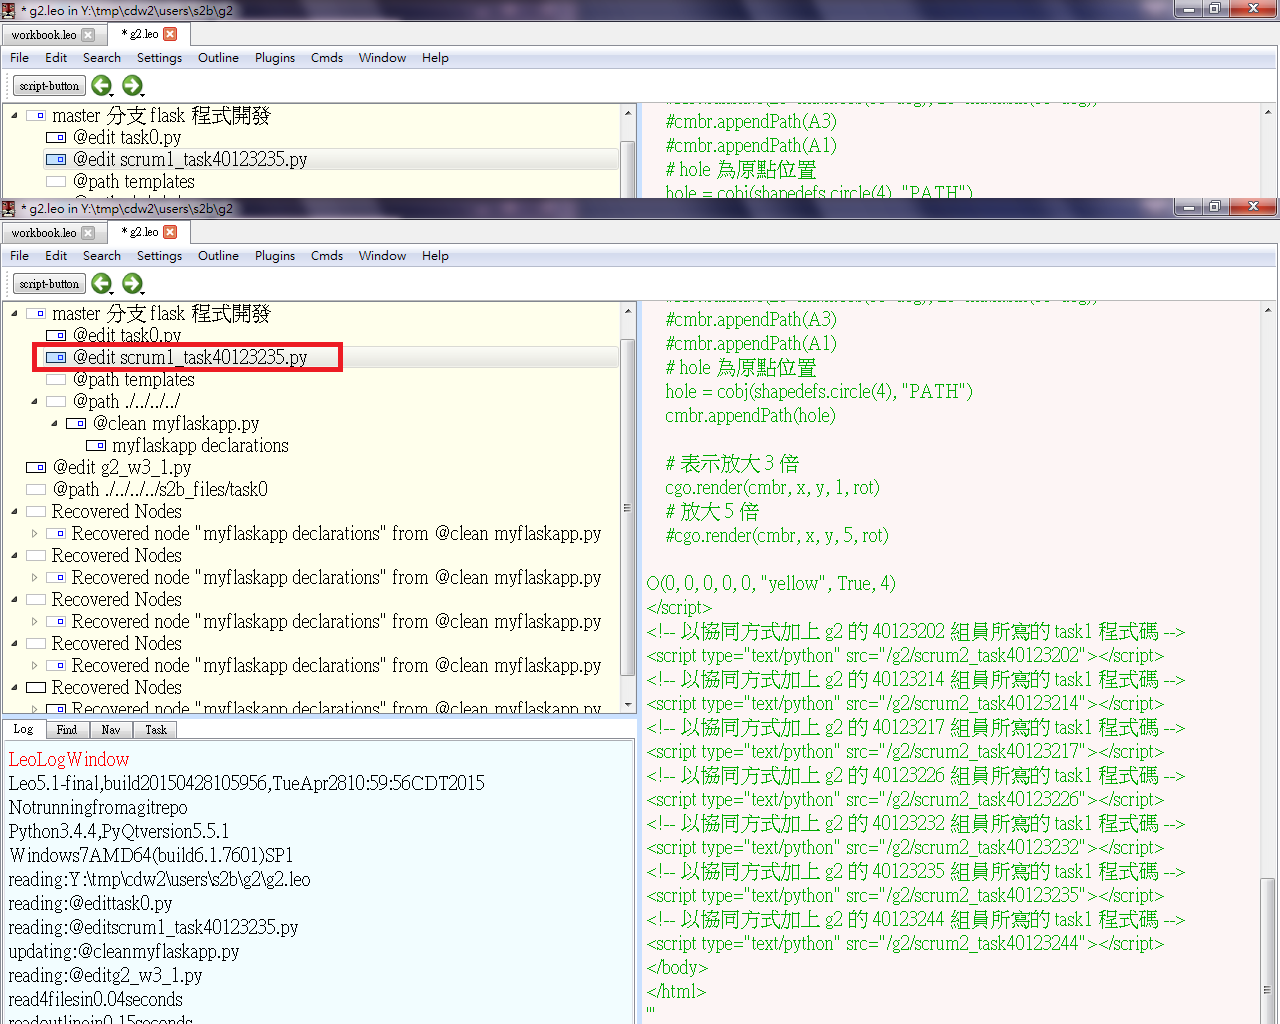 * g2.leo in Y:\tmp\cdw2\users\s2b\g2
workbook.leo
* g2.leo
File Edit Search Settings Outline Plugins Cmds Window Help
script-button
master 分支 flask 程式開發
@edit task0.py
@edit scrum1_task40123235.py
@path templates
#cmbr.appendPath(A3)
#cmbr.appendPath(A1)
# hole 為原點位置
hole = cobj(shapedefs.circle(4), "PATH")
* g2.leo in Y:\tmp\cdw2\users\s2b\g2
workbook.leo
* g2.leo
File Edit Search Settings Outline Plugins Cmds Window Help
script-button
master 分支 flask 程式開發
@edit task0.py
@edit scrum1_task40123235.py
@path templates
@path ./../../../
@clean myflaskapp.py
myflaskapp declarations
@edit g2_w3_1.py
@path ./../../../../s2b_files/task0
Recovered Nodes
Recovered node "myflaskapp declarations" from @clean myflaskapp.py
Recovered Nodes
Recovered node "myflaskapp declarations" from @clean myflaskapp.py
Recovered Nodes
Recovered node "myflaskapp declarations" from @clean myflaskapp.py
Recovered Nodes
Recovered node "myflaskapp declarations" from @clean myflaskapp.py
Recovered Nodes
Recovered node "myflaskapp declarations" from @clean myflaskapp.py
Log Find Nav Task
LeoLogWindow
Leo5.1-final,build20150428105956,TueApr2810:59:56CDT2015
Notrunningfromagitrepo
Python3.4.4,PyQtversion5.5.1
Windows7AMD64(build6.1.7601)SP1
reading:Y:\tmp\cdw2\users\s2b\g2\g2.leo
reading:@edittask0.py
reading:@editscrum1_task40123235.py
updating:@cleanmyflaskapp.py
reading:@editg2_w3_1.py
read4filesin0.04seconds
readoutlinein0.15seconds
#cmbr.appendPath(A3)
#cmbr.appendPath(A1)
# hole 為原點位置
hole = cobj(shapedefs.circle(4), "PATH")
cmbr.appendPath(hole)
# 表示放大 3 倍
cgo.render(cmbr, x, y, 1, rot)
# 放大 5 倍
#cgo.render(cmbr, x, y, 5, rot)
O(0, 0, 0, 0, 0, "yellow", True, 4)
</script>
<!-- 以協同方式加上 g2 的 40123202 組員所寫的 task1 程式碼 -->
<script type="text/python" src="/g2/scrum2_task40123202"></script>
<!-- 以協同方式加上 g2 的 40123214 組員所寫的 task1 程式碼 -->
<script type="text/python" src="/g2/scrum2_task40123214"></script>
<!-- 以協同方式加上 g2 的 40123217 組員所寫的 task1 程式碼 -->
<script type="text/python" src="/g2/scrum2_task40123217"></script>
<!-- 以協同方式加上 g2 的 40123226 組員所寫的 task1 程式碼 -->
<script type="text/python" src="/g2/scrum2_task40123226"></script>
<!-- 以協同方式加上 g2 的 40123232 組員所寫的 task1 程式碼 -->
<script type="text/python" src="/g2/scrum2_task40123232"></script>
<!-- 以協同方式加上 g2 的 40123235 組員所寫的 task1 程式碼 -->
<script type="text/python" src="/g2/scrum2_task40123235"></script>
<!-- 以協同方式加上 g2 的 40123244 組員所寫的 task1 程式碼 -->
<script type="text/python" src="/g2/scrum2_task40123244"></script>
</body>
</html>
'''